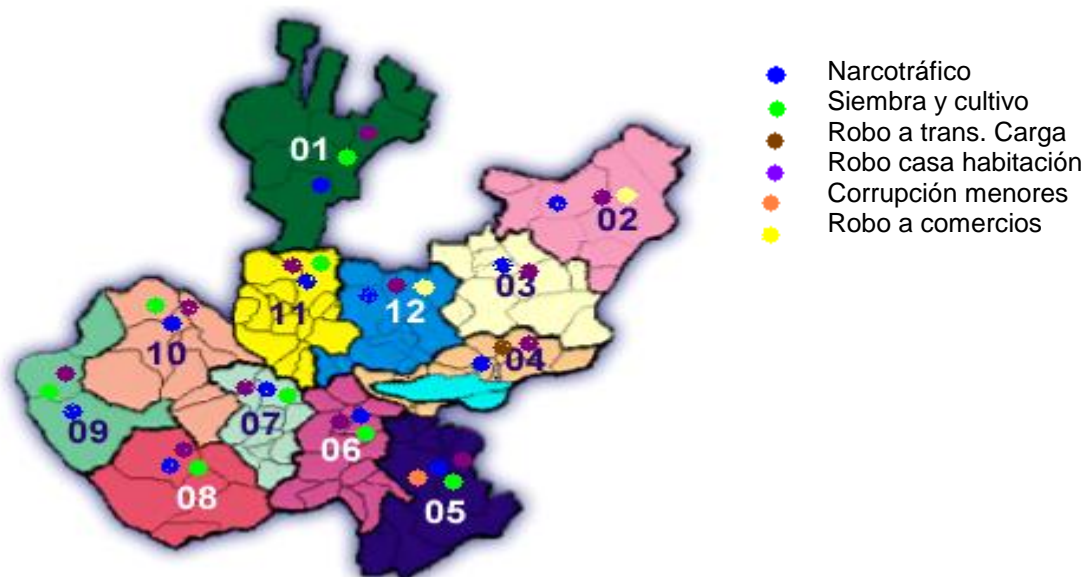 Narcotráfico
Siembra y cultivo
Robo a trans. Carga
Robo casa habitación
Corrupción menores
Robo a comercios
01
02
03
11
12
04
10
07
09
06
08
05